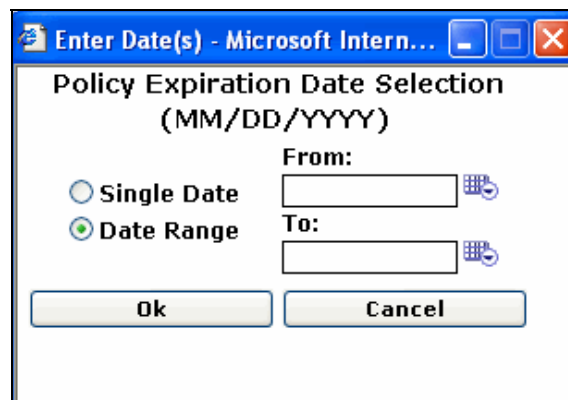 Enter Date(s) - Microsoft Intern...
Policy Expiration Date Selection
(MM/DD/YYYY)
From:
Single Date
Date Range
To:
Ok
Cancel